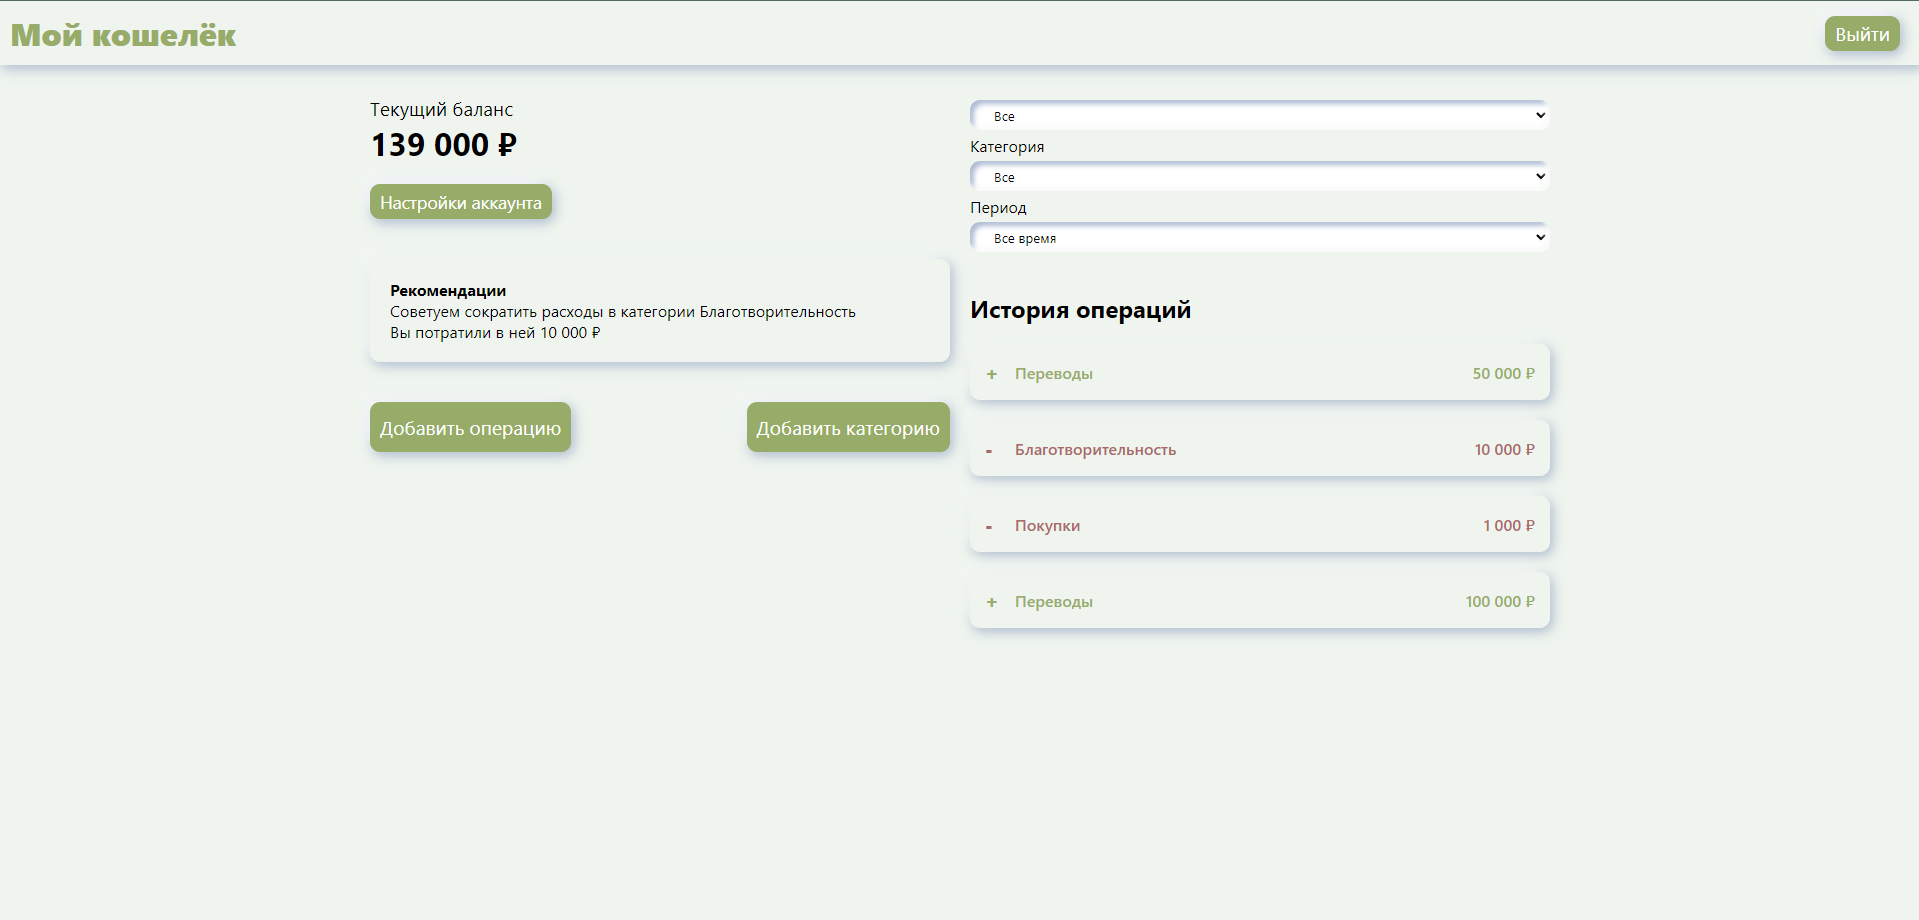 Мой кошелёк
Выйти
Текущий баланс
139 000 ₽
Настройки аккаунта
Рекомендации
Советуем сократить расходы в категории Благотворительность
Вы потратили в ней 10 000 ₽
Добавить операцию
Добавить категорию
Все
Категория
Все
Период
Все время
История операций
+ Переводы 50 000 ₽
- Благотворительность 10 000 ₽
- Покупки 1 000 ₽
+ Переводы 100 000 ₽